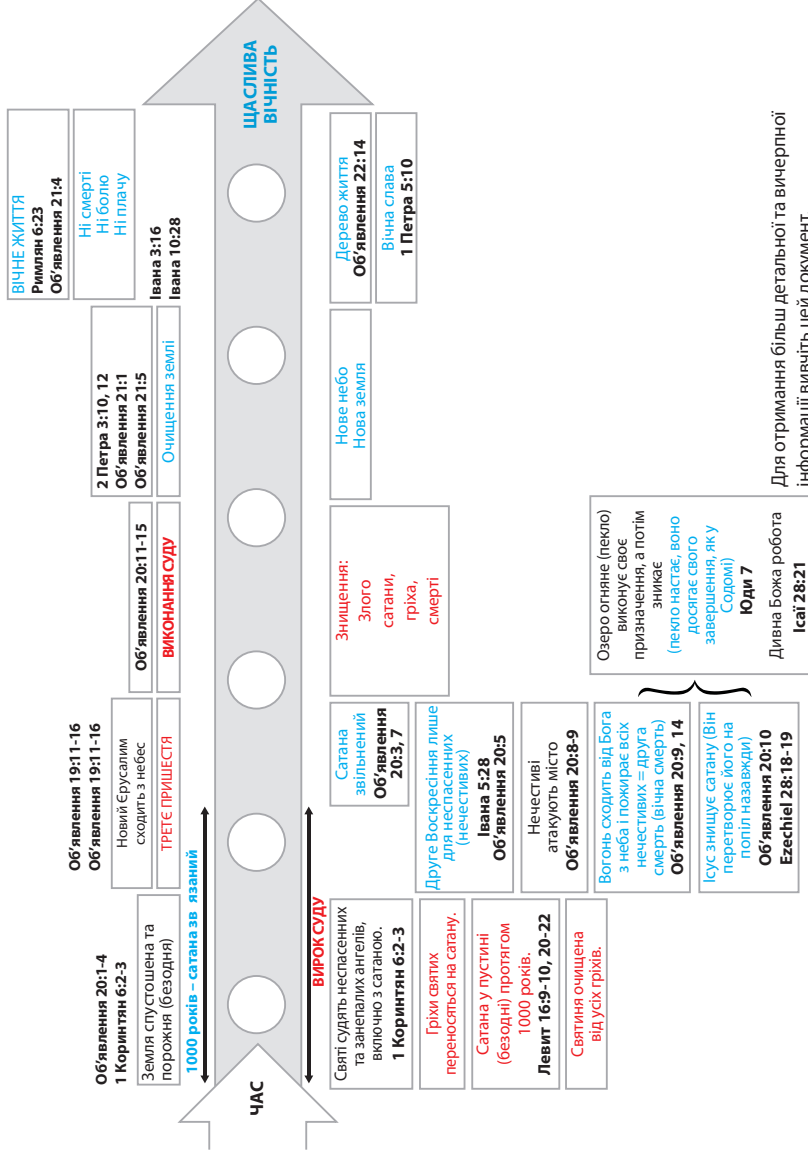 Об’явлення 20:1-4
1 Коринтян 6:2-3
Земля спустошена та
порожня (безодня)
1000 років – сатана зв язаний
Об’явлення 19:11-16
Об’явлення 19:11-16
Новий Єрусалим
сходить з небес
ТРЕТЄ ПРИШЕСТЯ
Об’явлення 20:11-15
ВИКОНАННЯ СУДУ
2 Петра 3:10, 12
Об’явлення 21:1
Об’явлення 21:5
Очищення землі
ВІЧНЕ ЖИТТЯ
Римлян 6:23
Об’явлення 21:4
Ні смерті
Ні болю
Ні плачу
Івана 3:16
Івана 10:28
ЧАС
ЩАСЛИВА
ВІЧНІСТЬ
ВИРОК СУДУ
Святі судять неспасенних
та занепалих ангелів,
включно з сатаною.
1 Коринтян 6:2-3
Гріхи святих
переносяться на сатану.
Сатана у пустині
(безодні) протягом
1000 років.
Левит 16:9-10, 20-22
Святиня очищена
від усіх гріхів.
Сатана
звільнений
Об’явлення
20:3, 7
Друге Воскресіння лише
для неспасенних
(нечестивих)
Івана 5:28
Об’явлення 20:5
Нечестиві
атакують місто
Об’явлення 20:8-9
Вогонь сходить від Бога
з неба і пожирає всіх
нечестивих = друга
смерть (вічна смерть)
Об’явлення 20:9, 14
Ісус знищує сатану (Він
перетворює його на
попіл назавжди)
Об’явлення 20:10
Ezechiel 28:18-19
Знищення:
Злого
сатани,
гріха,
смерті
Озеро огняне (пекло)
виконує своє
призначення, а потім
зникає
(пекло настає, воно
досягає свого
завершення, як у
Содомі)
Юди 7
Дивна Божа робота
Ісаї 28:21
Нове небо
Нова земля
Дерево життя
Об’явлення 22:14
Вічна слава
1 Петра 5:10
Для отримання більш детальної та вичерпної
інформації вивчіть цей документ